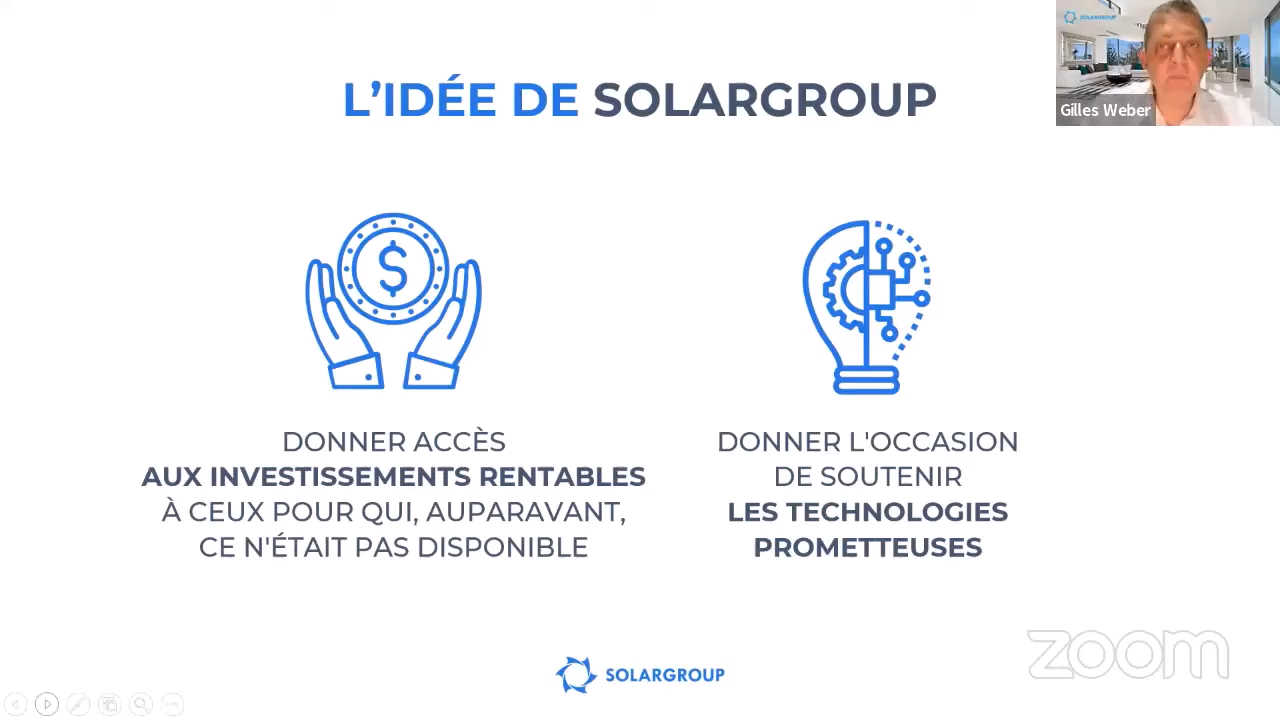 L'IDÉE DE SOLARGROUP
SOLARGROUP
Gilles Weber
$
DONNER ACCÈS
AUX INVESTISSEMENTS RENTABLES
À CEUX POUR QUI, AUPARAVANT,
CE N'ÉTAIT PAS DISPONIBLE
DONNER L'OCCASION
DE SOUTENIR
LES TECHNOLOGIES
PROMETTEUSES
SOLARGROUP
zoom